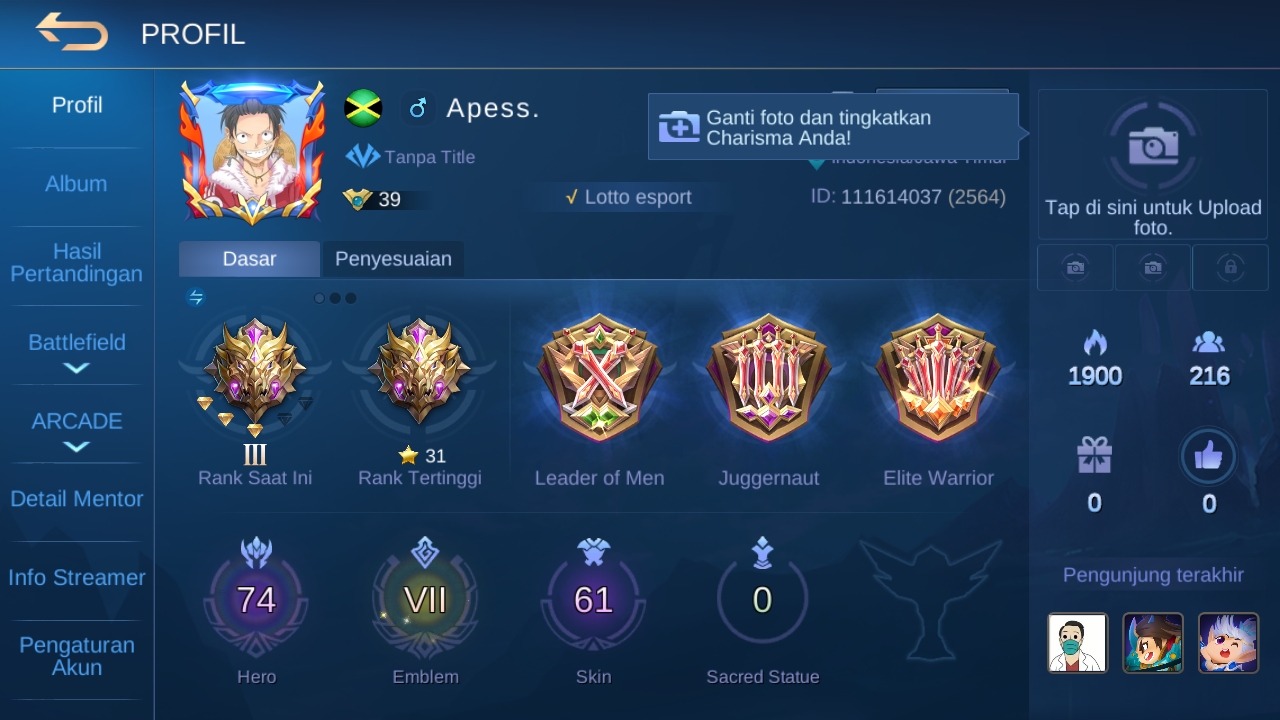 PROFIL
Profil
Album
Hasil
Pertandingan
Battlefield
ARCADE
Detail Mentor
Info Streamer
Pengaturan
Akun
Apess.
Tanpa Title
39
√ Lotto esport
Ganti foto dan tingkatkan
Charisma Anda!
Indonesia/Jawa Timur
ID: 111614037 (2564)
Tap di sini untuk Upload
foto.
Dasar
Penyesuaian
III
Rank Saat Ini
31
Rank Tertinggi
Leader of Men
Juggernaut
Elite Warrior
74
Hero
VII
Emblem
61
Skin
0
Sacred Statue
1900
216
0
0
Pengunjung terakhir